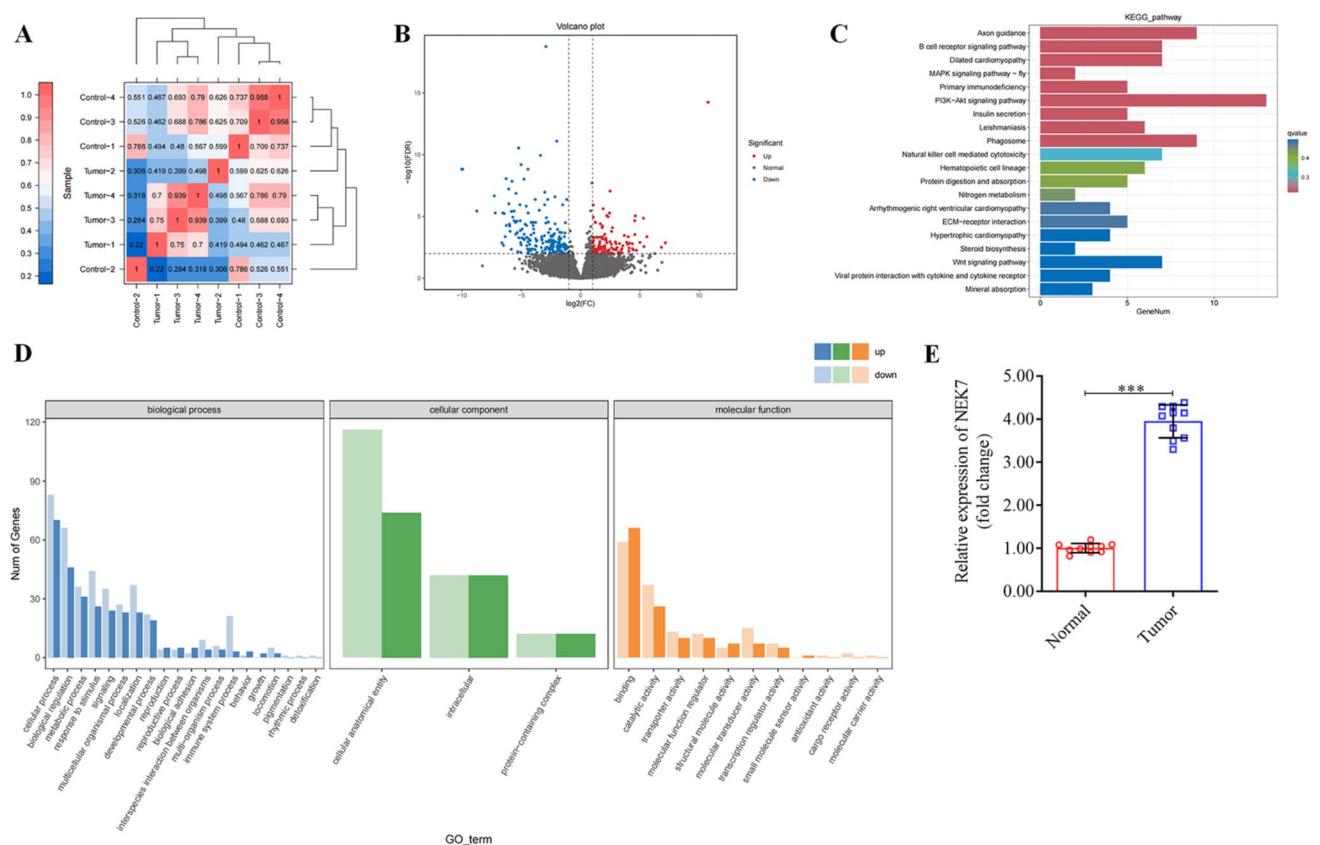 A
1.0
0.9
0.8
0.7
0.6
0.5
0.4
0.3
0.2
Sample
Control-4 0.551 0.467 0.693 0.79 0.626 0.737 0.958 1
Control-3 0.526 0.462 0.688 0.786 0.625 0.709 1 0.958
Control-1 0.786 0.494 0.48 0.567 0.599 1 0.709 0.737
Tumor-2 0.306 0.419 0.399 0.498 1 0.599 0.625 0.626
Tumor-4 0.318 0.7 0.939 1 0.498 0.567 0.786 0.79
Tumor-3 0.284 0.75 1 0.939 0.399 0.48 0.688 0.693
Tumor-1 0.22 1 0.75 0.7 0.419 0.494 0.462 0.467
Control-2 1 0.22 0.284 0.318 0.306 0.786 0.526 0.551
Control-2 Tumor-1 Tumor-3 Tumor-4 Tumor-2 Control-1 Control-3 Control-4
B
Volcano plot
-log10(FDR)
15
10
5
0
-10 -5 0 5 10
log2(FC)
Significant
Up
Normal
Down
C
KEGG_pathway
Axon guidance
B cell receptor signaling pathway
Dilated cardiomyopathy
MAPK signaling pathway - fly
Primary immunodeficiency
PI3K-Akt signaling pathway
Insulin secretion
Leishmaniasis
Phagosome
Natural killer cell mediated cytotoxicity
Hematopoietic cell lineage
Protein digestion and absorption
Nitrogen metabolism
Arrhythmogenic right ventricular cardiomyopathy
ECM-receptor interaction
Hypertrophic cardiomyopathy
Steroid biosynthesis
Wnt signaling pathway
Viral protein interaction with cytokine and cytokine receptor
Mineral absorption
0 5 10
GeneNum
qvalue
0.4
0.3
D
up
down
biological process
cellular component
molecular function
Num of Genes
120
90
60
30
0
cellular process
biological regulation
metabolic process
response to stimulus
signaling
multicellular organismal process
localization
developmental process
reproduction
reproductive process
biological adhesion
interspecies interaction between organisms
multi-organism process
immune system process
behavior
growth
locomotion
pigmentation
rhythmic process
detoxification
cellular anatomical entity
intracellular
protein-containing complex
binding
catalytic activity
transporter activity
molecular function regulator
structural molecule activity
molecular transducer activity
transcription regulator activity
small molecule sensor activity
antioxidant activity
cargo receptor activity
molecular carrier activity
GO_term
E
Relative expression of NEK7
(fold change)
5.00
4.00
3.00
2.00
1.00
0.00
***
Normal
Tumor